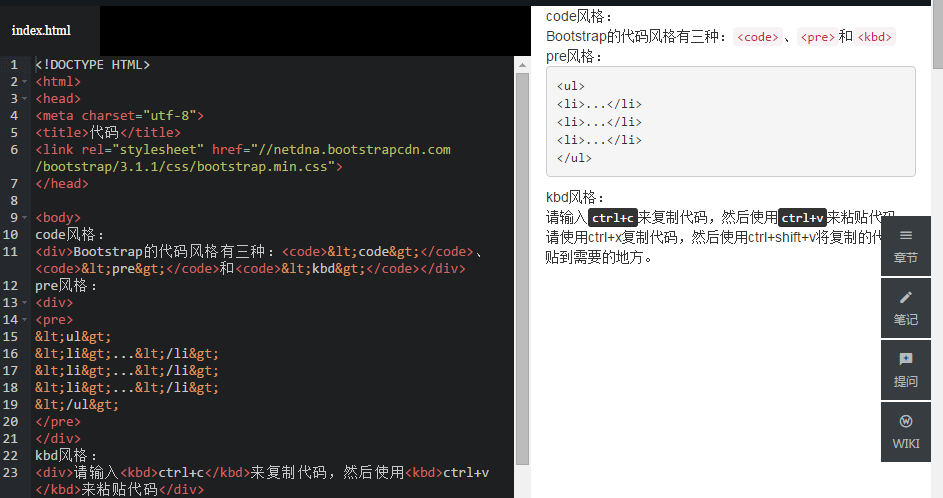 index.html
1 <!DOCTYPE HTML>
2 <html>
3 <head>
4 <meta charset="utf-8">
5 <title>代码</title>
6 <link rel="stylesheet" href="//netdna.bootstrapcdn.com
/bootstrap/3.1.1/css/bootstrap.min.css">
7 </head>
8
9 <body>
10 code风格：
11 <div>Bootstrap的代码风格有三种：<code>&lt;code&gt;</code>、
<code>&lt;pre&gt;</code>和<code>&lt;kbd&gt;</code></div>
12 pre风格：
13 <div>
14 <pre>
15 &lt;ul&gt;
16 &lt;li&gt;...&lt;/li&gt;
17 &lt;li&gt;...&lt;/li&gt;
18 &lt;li&gt;...&lt;/li&gt;
19 &lt;/ul&gt;
20 </pre>
21 </div>
22 kbd风格：
23 <div>请输入<kbd>ctrl+c</kbd>来复制代码，然后使用<kbd>ctrl+v
</kbd>来粘贴代码</div>
code风格：
Bootstrap的代码风格有三种：<code>、<pre>和<kbd>
pre风格：
<ul>
<li>...</li>
<li>...</li>
<li>...</li>
</ul>
kbd风格：
请输入ctrl+c来复制代码，然后使用ctrl+v来粘贴代码
请使用ctrl+x复制代码，然后使用ctrl+shift+v将复制的代
贴到需要的地方。
章节
笔记
提问
WIKI